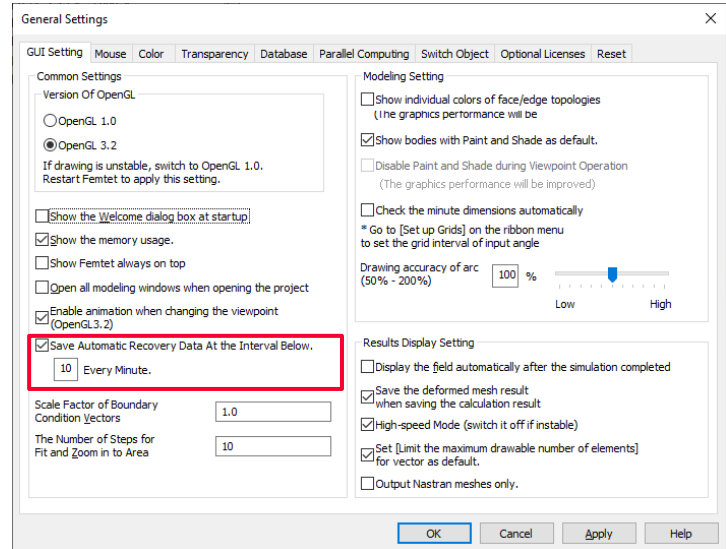 General Settings
GUI Setting Mouse Color Transparency Database Parallel Computing Switch Object Optional Licenses Reset
Common Settings
Version Of OpenGL
OpenGL 1.0
OpenGL 3.2
If drawing is unstable, switch to OpenGL 1.0.
Restart Femtet to apply this setting.
Show the Welcome dialog box at startup
Show the memory usage.
Show Femtet always on top
Open all modeling windows when opening the project
Enable animation when changing the viewpoint
(OpenGL3.2)
Save Automatic Recovery Data At the Interval Below.
10 Every Minute.
Scale Factor of Boundary
Condition Vectors
1.0
The Number of Steps for
Fit and Zoom in to Area
10
Modeling Setting
Show individual colors of face/edge topologies
(The graphics performance will be
Show bodies with Paint and Shade as default.
Disable Paint and Shade during Viewpoint Operation
(The graphics performance will be improved)
Check the minute dimensions automatically
* Go to [Set up Grids] on the ribbon menu
to set the grid interval of input angle
Drawing accuracy of arc
(50% - 200%)
100 %
Low High
Results Display Setting
Display the field automatically after the simulation completed
Save the deformed mesh result
when saving the calculation result
High-speed Mode (switch it off if instable)
Set [Limit the maximum drawable number of elements]
for vector as default.
Output Nastran meshes only.
OK Cancel Apply Help